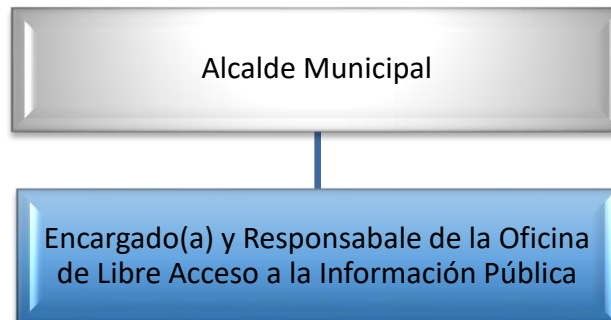 Alcalde Municipal
Encargado(a) y Responsabale de la Oficina
de Libre Acceso a la Información Pública